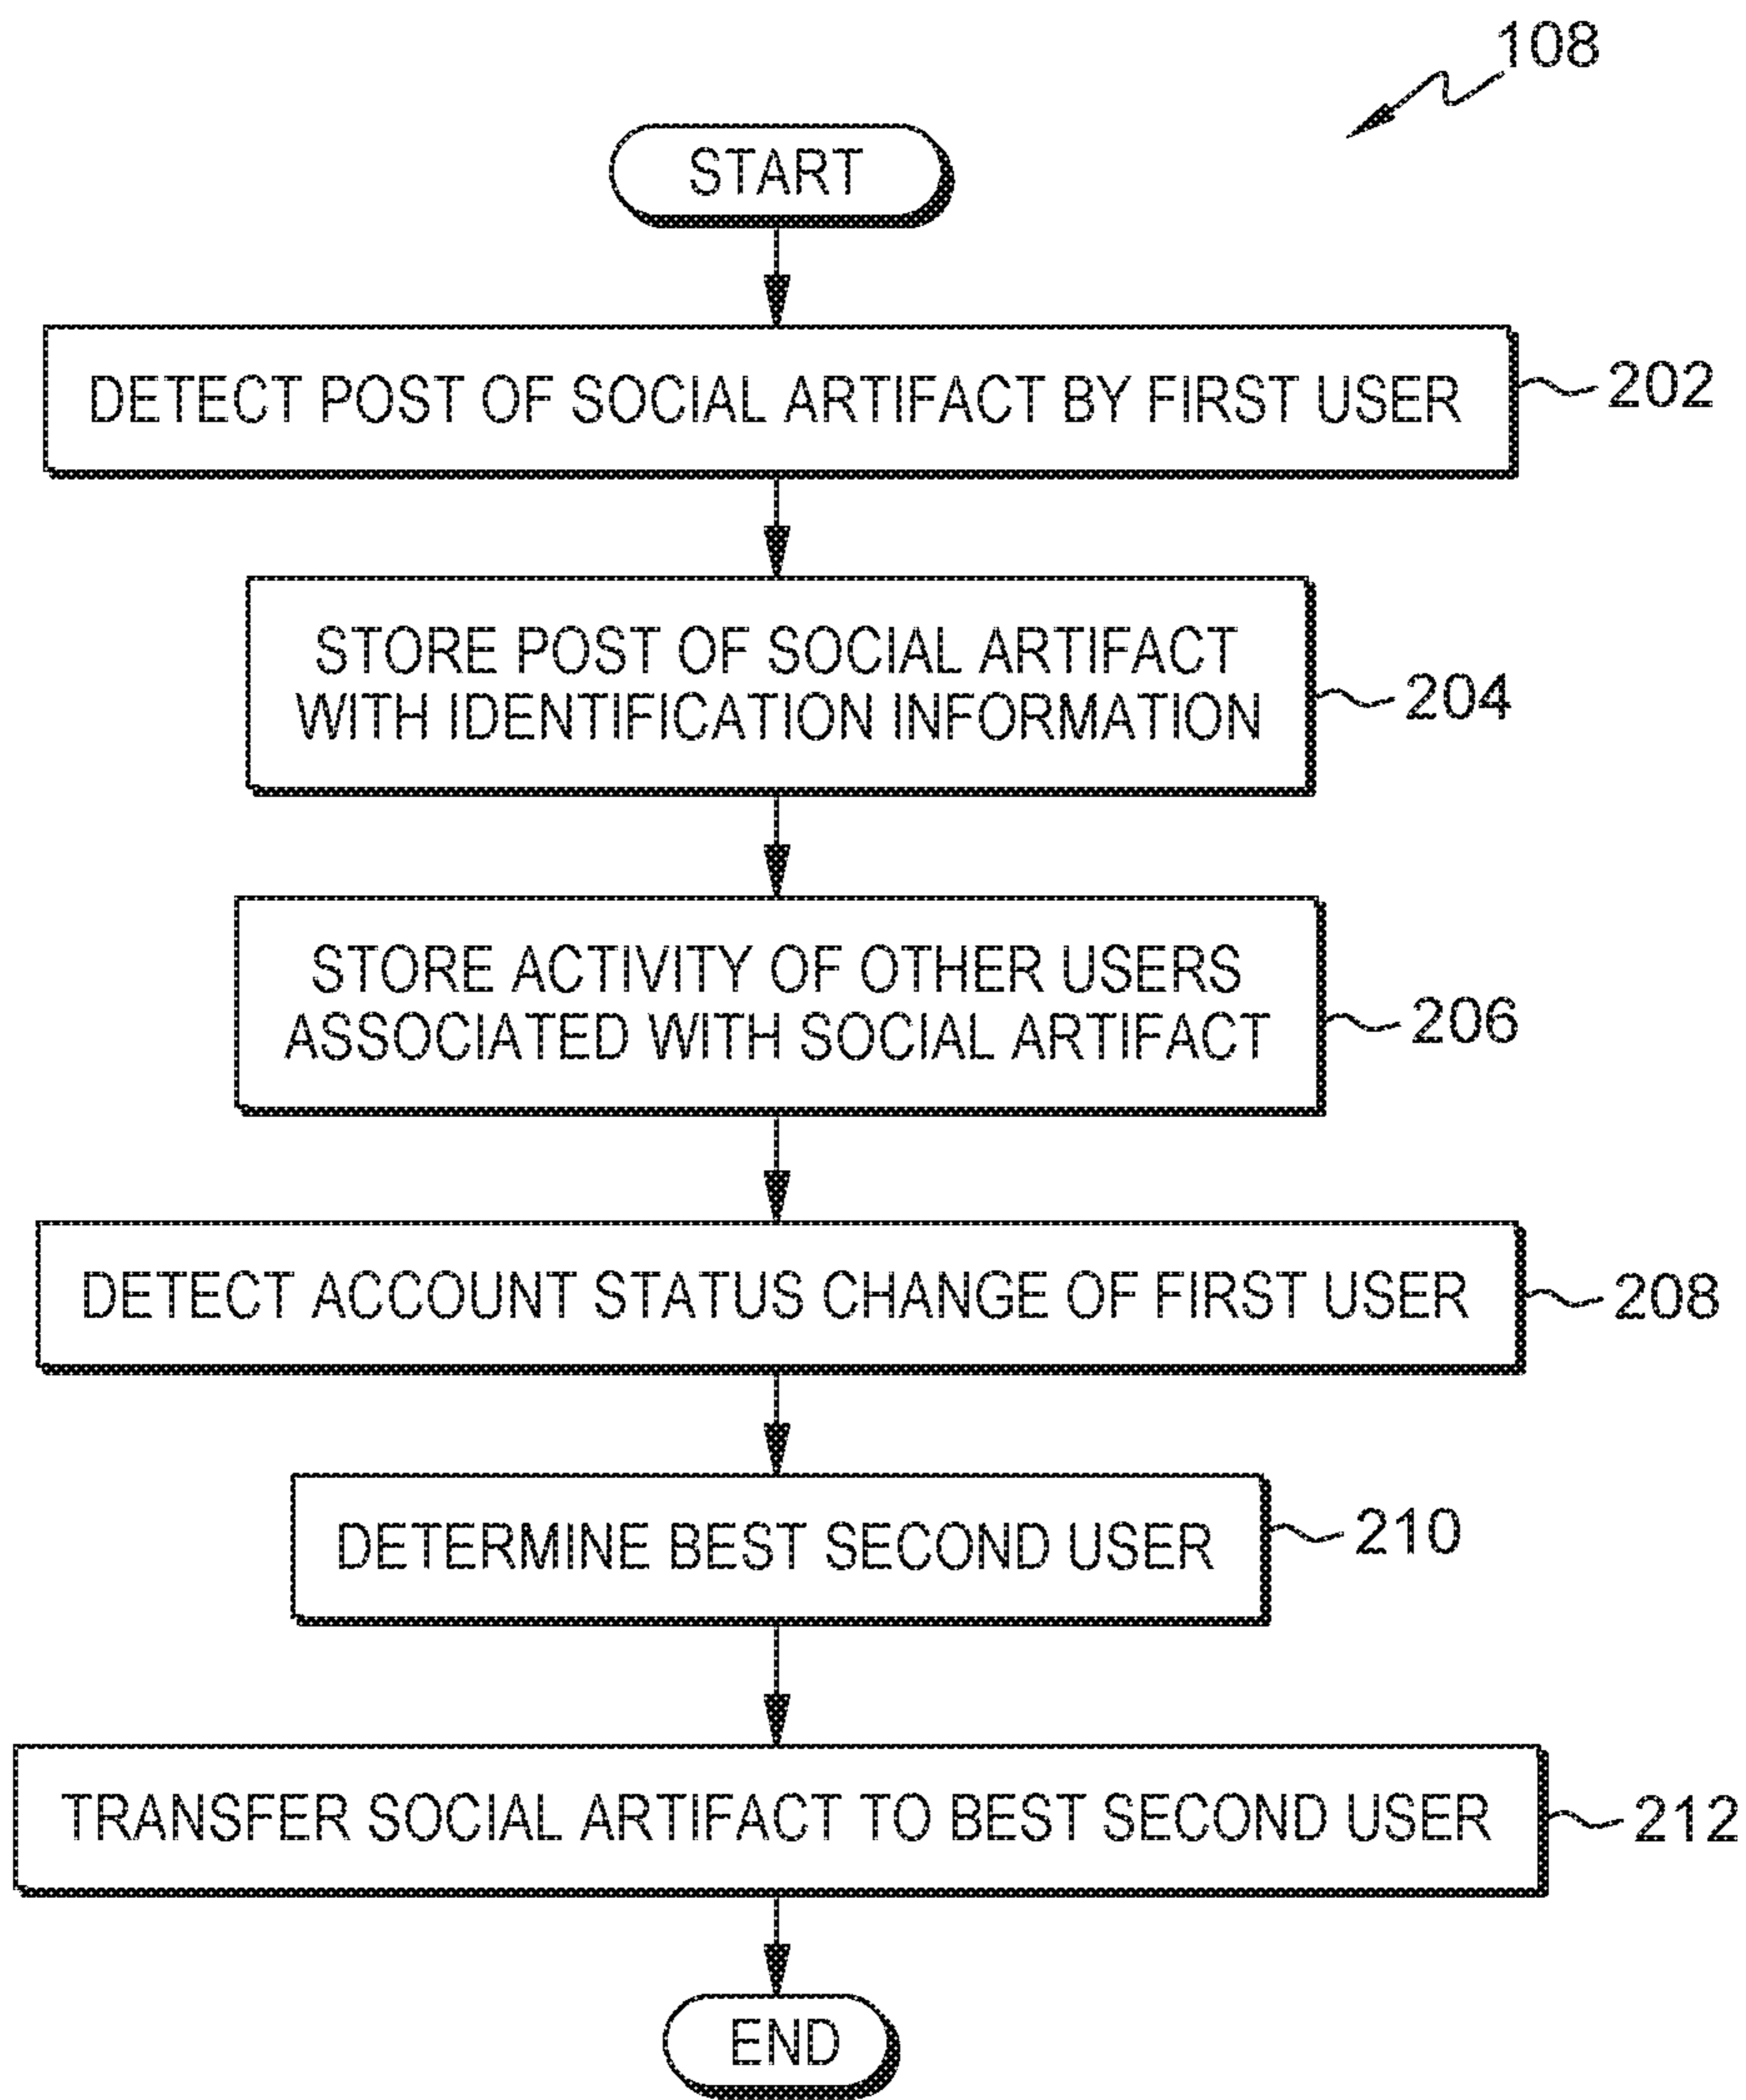 108
START
DETECT POST OF SOCIAL ARTIFACT BY FIRST USER
202
STORE POST OF SOCIAL ARTIFACT
WITH IDENTIFICATION INFORMATION
204
STORE ACTIVITY OF OTHER USERS
ASSOCIATED WITH SOCIAL ARTIFACT
206
DETECT ACCOUNT STATUS CHANGE OF FIRST USER
208
DETERMINE BEST SECOND USER
210
TRANSFER SOCIAL ARTIFACT TO BEST SECOND USER
212
END